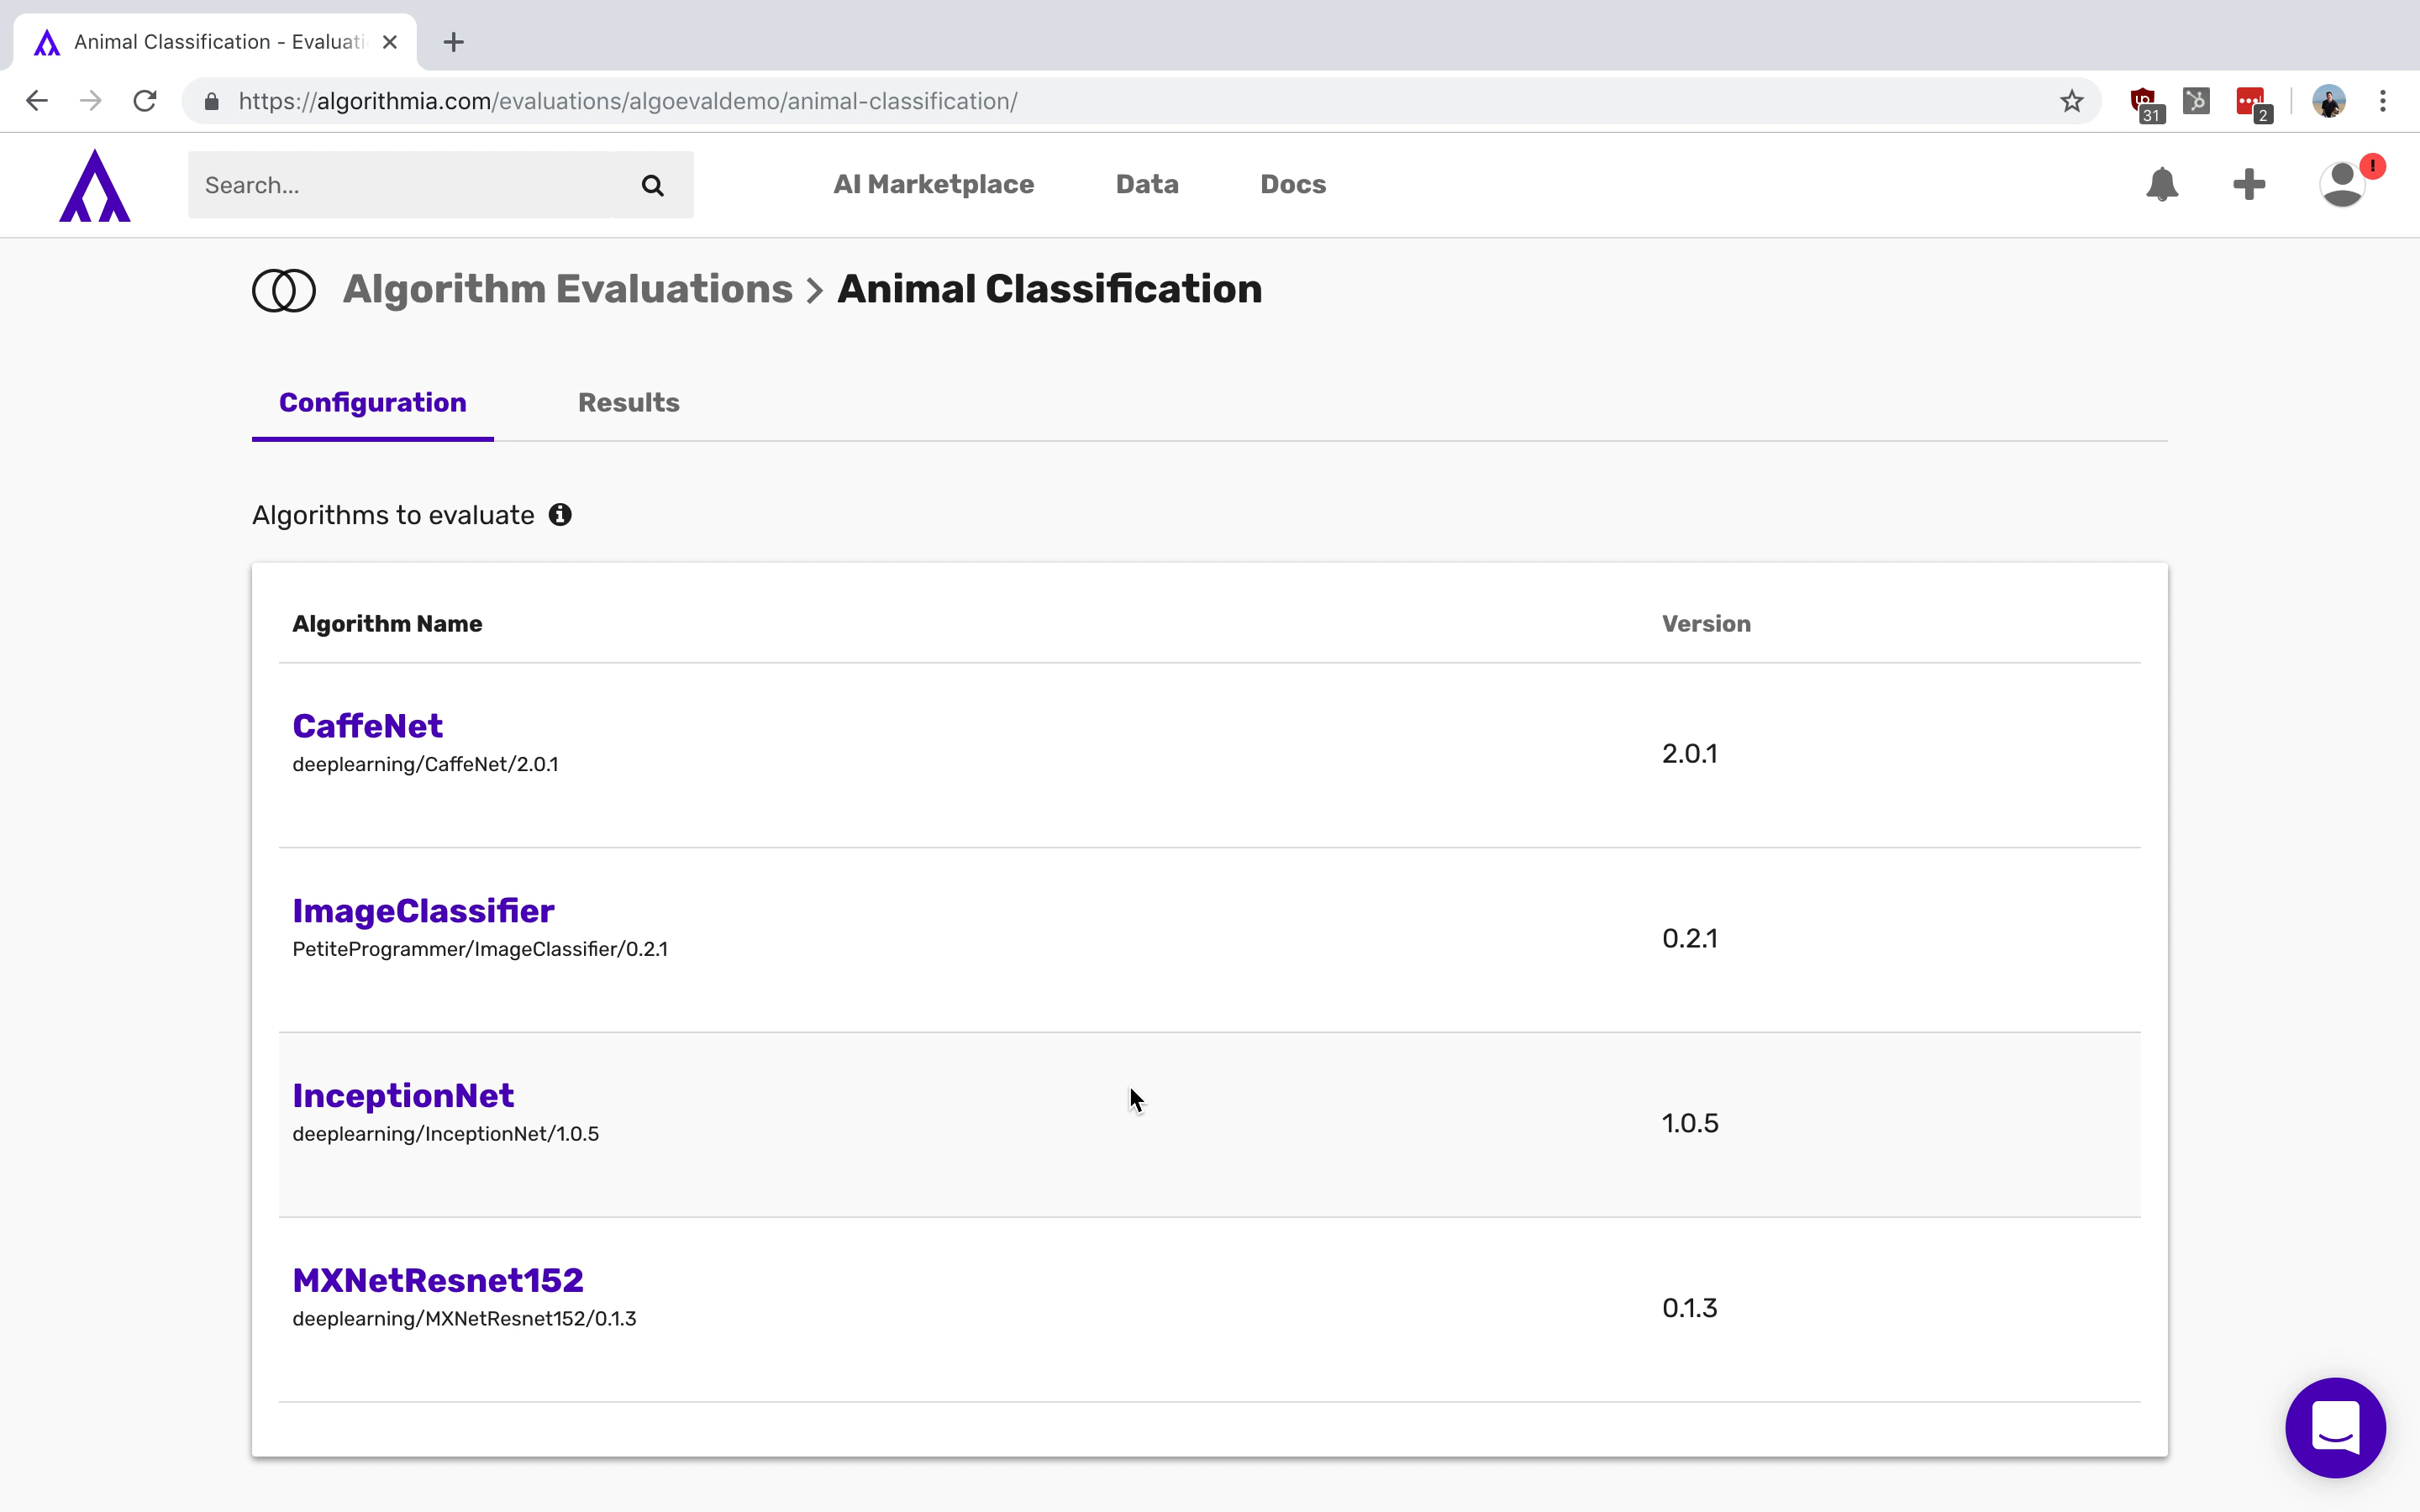 Animal Classification - Evaluati
https://algorithmia.com/evaluations/algoevaldemo/animal-classification/
31
2
Search...
AI Marketplace
Data
Docs
!
Algorithm Evaluations > Animal Classification
Configuration
Results
Algorithms to evaluate
Algorithm Name
Version
CaffeNet
deeplearning/CaffeNet/2.0.1
2.0.1
ImageClassifier
PetiteProgrammer/ImageClassifier/0.2.1
0.2.1
InceptionNet
deeplearning/InceptionNet/1.0.5
1.0.5
MXNetResnet152
deeplearning/MXNetResnet152/0.1.3
0.1.3